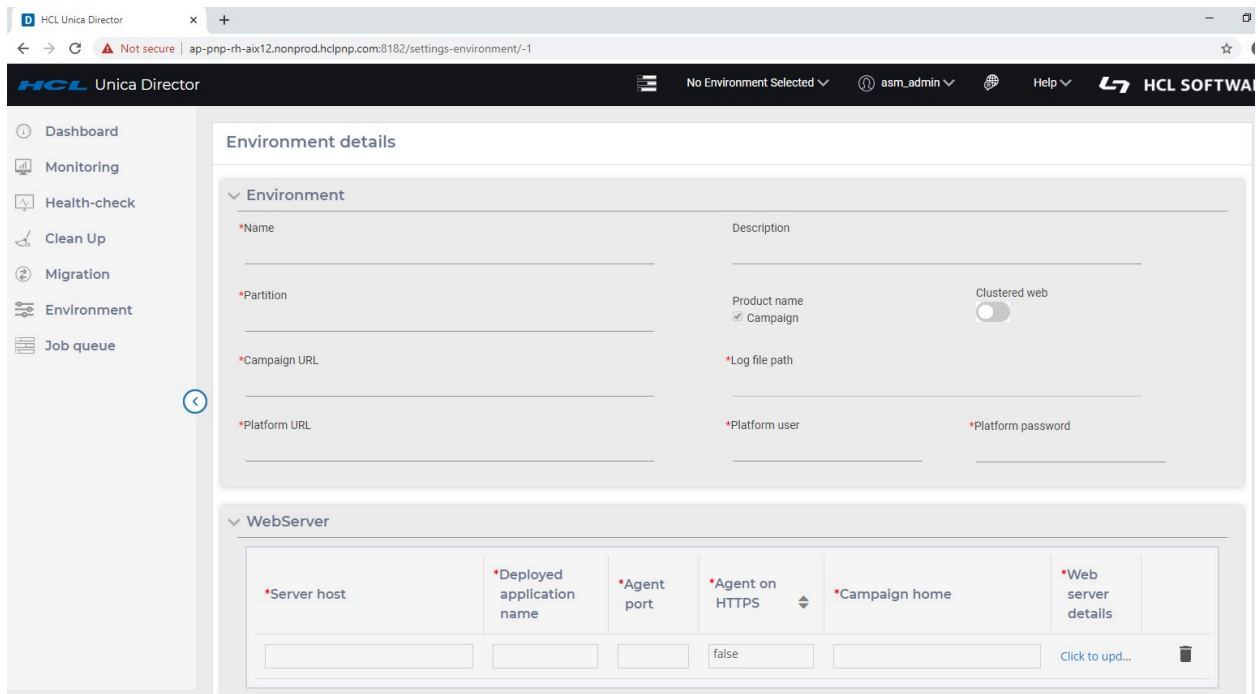 HCL Unica Director
Not secure | ap-pnp-rh-aix12.nonprod.hclpnp.com:8182/settings-environment/-1
HCL Unica Director
No Environment Selected
asm_admin
Help
HCL SOFTWA
Dashboard
Monitoring
Health-check
Clean Up
Migration
Environment
Job queue
Environment details
Environment
*Name
Description
*Partition
Product name
Campaign
Clustered web
*Campaign URL
*Log file path
*Platform URL
*Platform user
*Platform password
WebServer
*Server host
*Deployed
application
name
*Agent
port
*Agent on
HTTPS
*Campaign home
*Web
server
details
false
Click to upd...